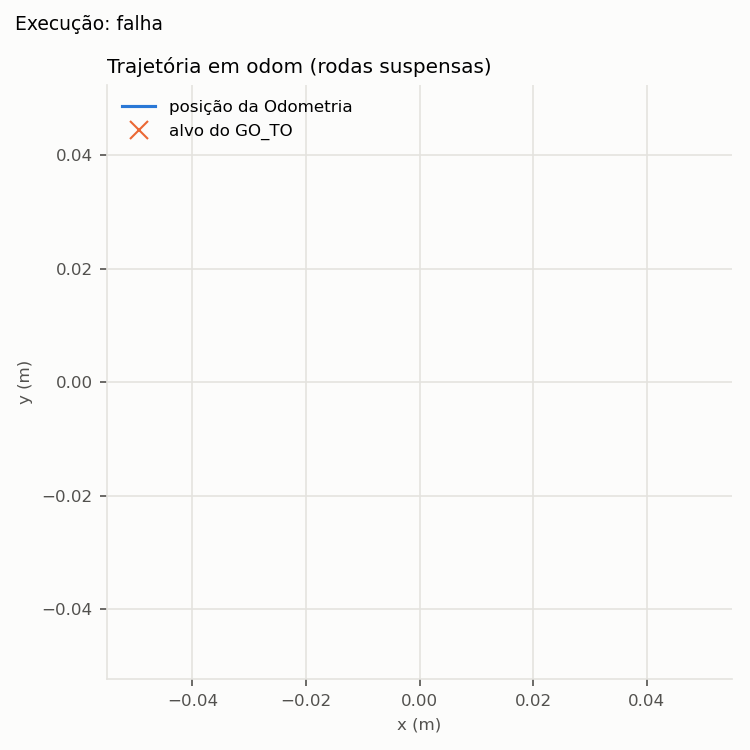 Execução: falha
Trajetória em odom (rodas suspensas)
posição da Odometria
alvo do GO_TO
0.04
0.02
0.00
−0.02
−0.04
y (m)
−0.04 −0.02 0.00 0.02 0.04
x (m)